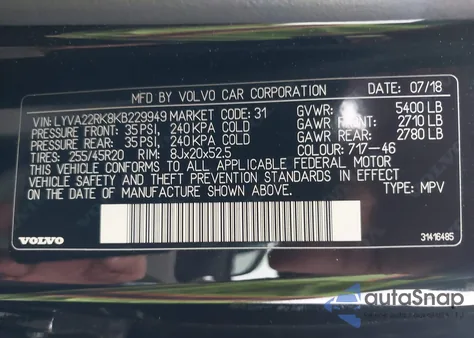 MFD BY VOLVO CAR CORPORATION DATE 07/18
VIN: LYVA22RK8KB229949 MARKET CODE: 31 GVWR: 5400 LB
PRESSURE FRONT: 35 PSI, 240 KPA COLD GAWR FRONT: 2710 LB
PRESSURE REAR: 35 PSI, 240 KPA COLD GAWR REAR: 2780 LB
TIRES: 255/45R20 RIM: 8Jx20x52.5 COLOUR: 717-46
THIS VEHICLE CONFORMS TO ALL APPLICABLE FEDERAL MOTOR
VEHICLE SAFETY AND THEFT PREVENTION STANDARDS IN EFFECT
ON THE DATE OF MANUFACTURE SHOWN ABOVE. TYPE: MPV
VOLVO 31416485
autoSnap